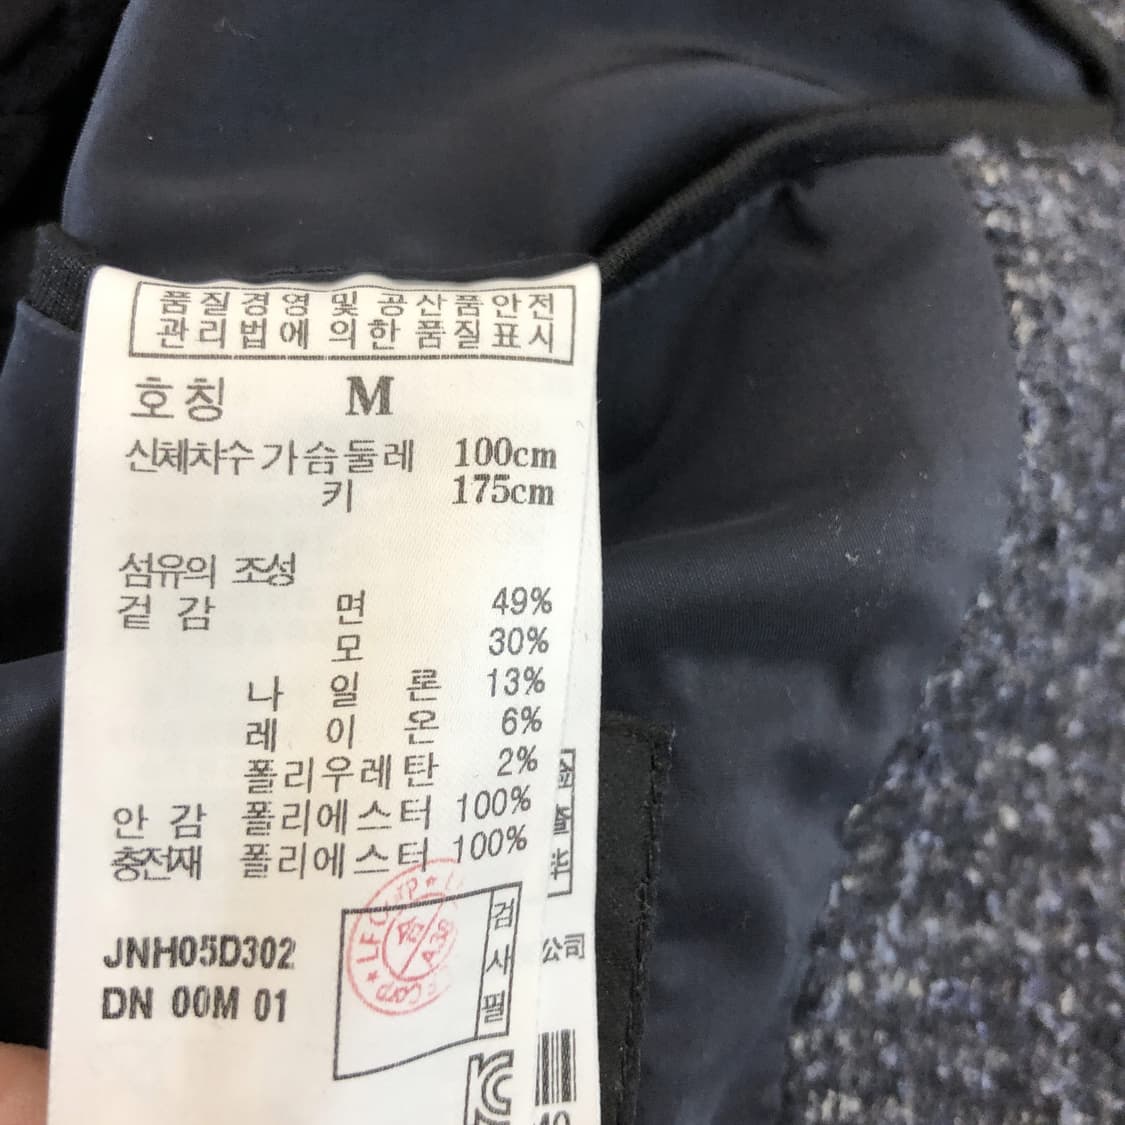 품질경영 및 공산품안전
관리법에 의한 품질표시
호칭 M
신체치수 가슴둘레 100cm
키 175cm
섬유의 조성
겉감 면 49%
모 30%
나일론 13%
레이온 6%
폴리우레탄 2%
안감 폴리에스터 100%
충전재 폴리에스터 100%
JNH05D302
DN 00M 01
검사필
LF Corp
公司